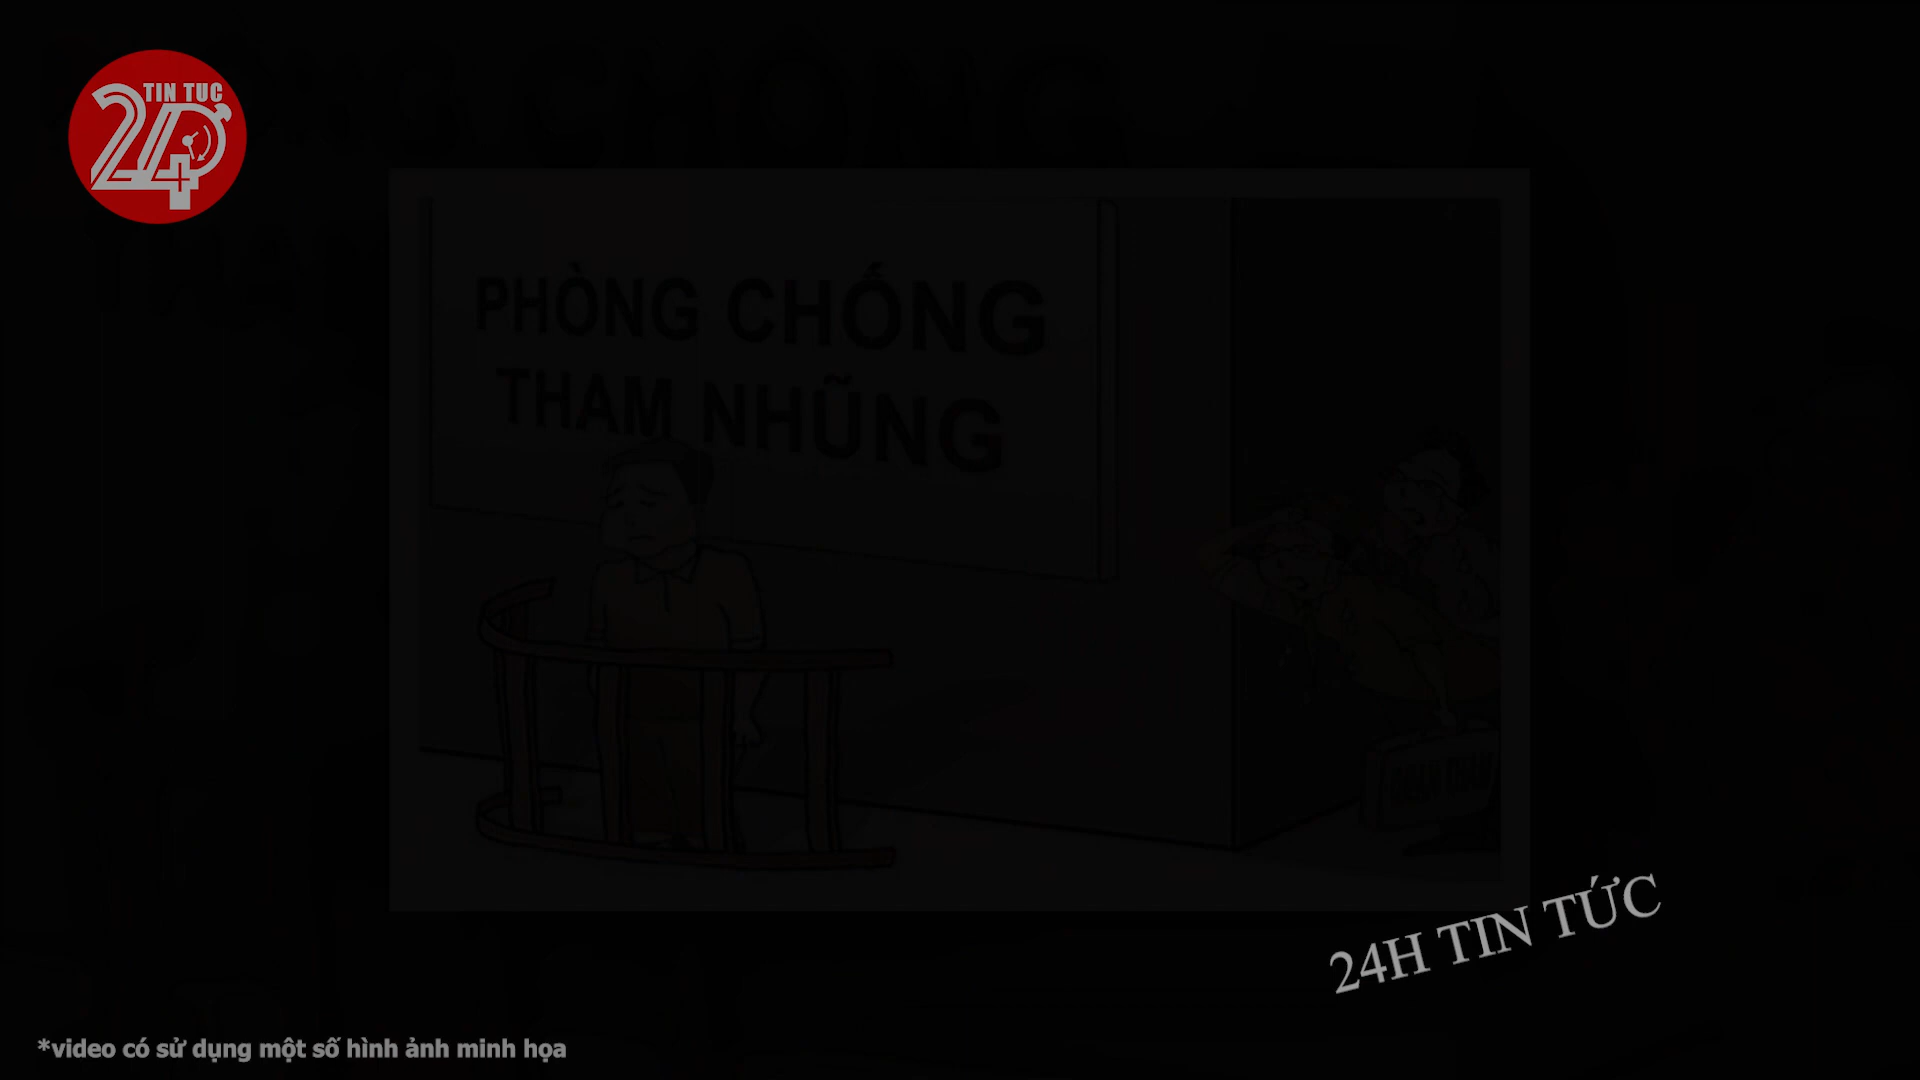 TIN TUC
24
PHÒNG CHỐNG
THAM NHŨNG
24H TIN TỨC
*video có sử dụng một số hình ảnh minh họa